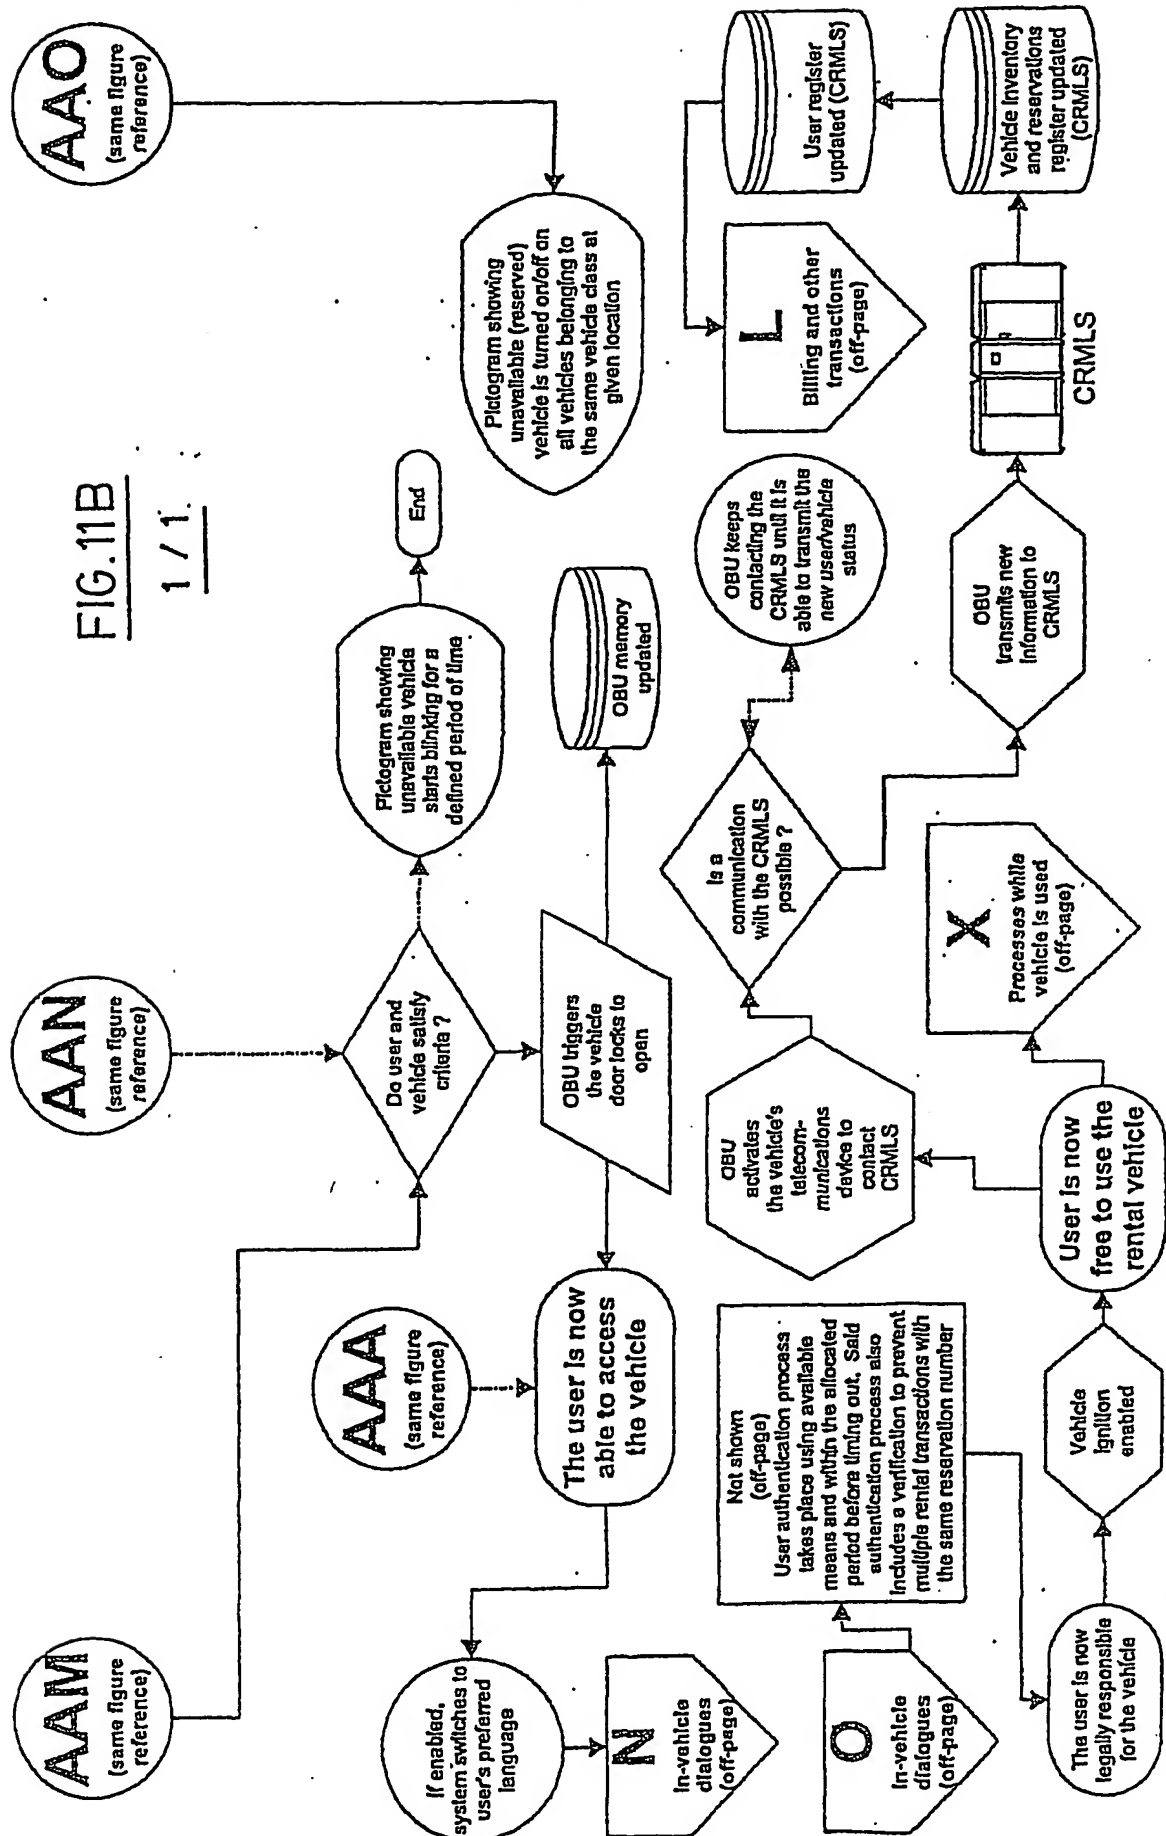 FIG.11B
1 / 1
AAM
(same figure
reference)
AAN
(same figure
reference)
AAO
(same figure
reference)
Do user and
vehicle satisfy
criteria ?
Pictogram showing
unavailable vehicle
starts blinking for a
defined period of time
End
Pictogram showing
unavailable (reserved)
vehicle is turned on/off on
all vehicles belonging to
the same vehicle class at
given location
AAA
(same figure
reference)
OBU triggers
the vehicle
door locks to
open
OBU memory
updated
The user is now
able to access
the vehicle
If enabled,
system switches to
user's preferred
language
N
In-vehicle
dialogues
(off-page)
O
In-vehicle
dialogues
(off-page)
Not shown
(off-page)
User authentication process
takes place using available
means and within the allocated
period before timing out. Said
authentication process also
includes a verification to prevent
multiple rental transactions with
the same reservation number
The user is now
legally responsible
for the vehicle
Vehicle
ignition
enabled
User is now
free to use the
rental vehicle
X
Processes while
vehicle is used
(off-page)
OBU
activates
the vehicle's
telecom-
munications
device to
contact
CRMLS
Is a
communication
with the CRMLS
possible ?
OBU keeps
contacting the
CRMLS until it is
able to transmit the
new user/vehicle
status
OBU
transmits new
information to
CRMLS
CRMLS
Vehicle inventory
and reservations
register updated
(CRMLS)
User register
updated (CRMLS)
L
Billing and other
transactions
(off-page)